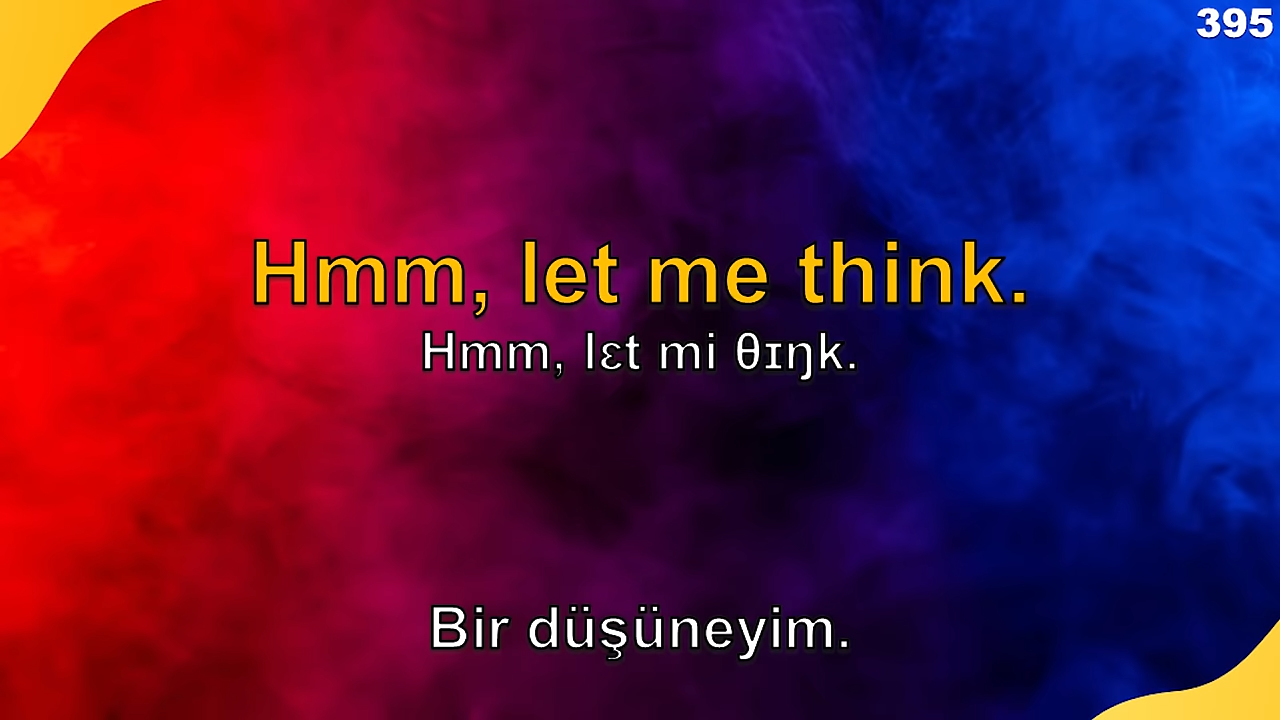 395
Hmm, let me think.
Hmm, lɛt mi θɪŋk.
Bir düşüneyim.